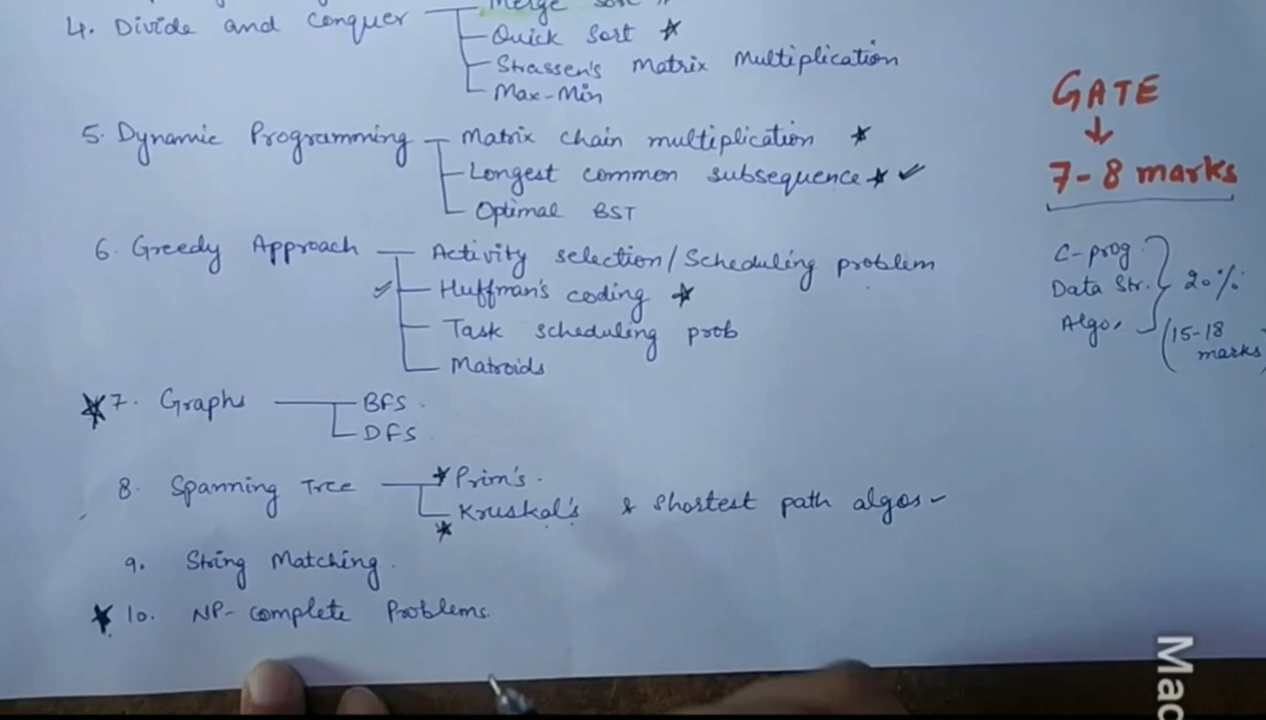 4. Divide and Conquer
Merge Sort
Quick Sort
Strassen's Matrix Multiplication
Max-Min
5. Dynamic Programming
Matrix chain multiplication
Longest common subsequence
Optimal BST
6. Greedy Approach
Activity selection/Scheduling problem
Huffman's coding
Task scheduling prob
Matroids
7. Graphs
BFS
DFS
8. Spanning Tree
Prim's
Kruskal's & Shortest path algos
9. String Matching
10. NP-Complete Problems
GATE
7-8 marks
C-prog
Data Str.
Algo,
20%
(15-18
marks
Mad